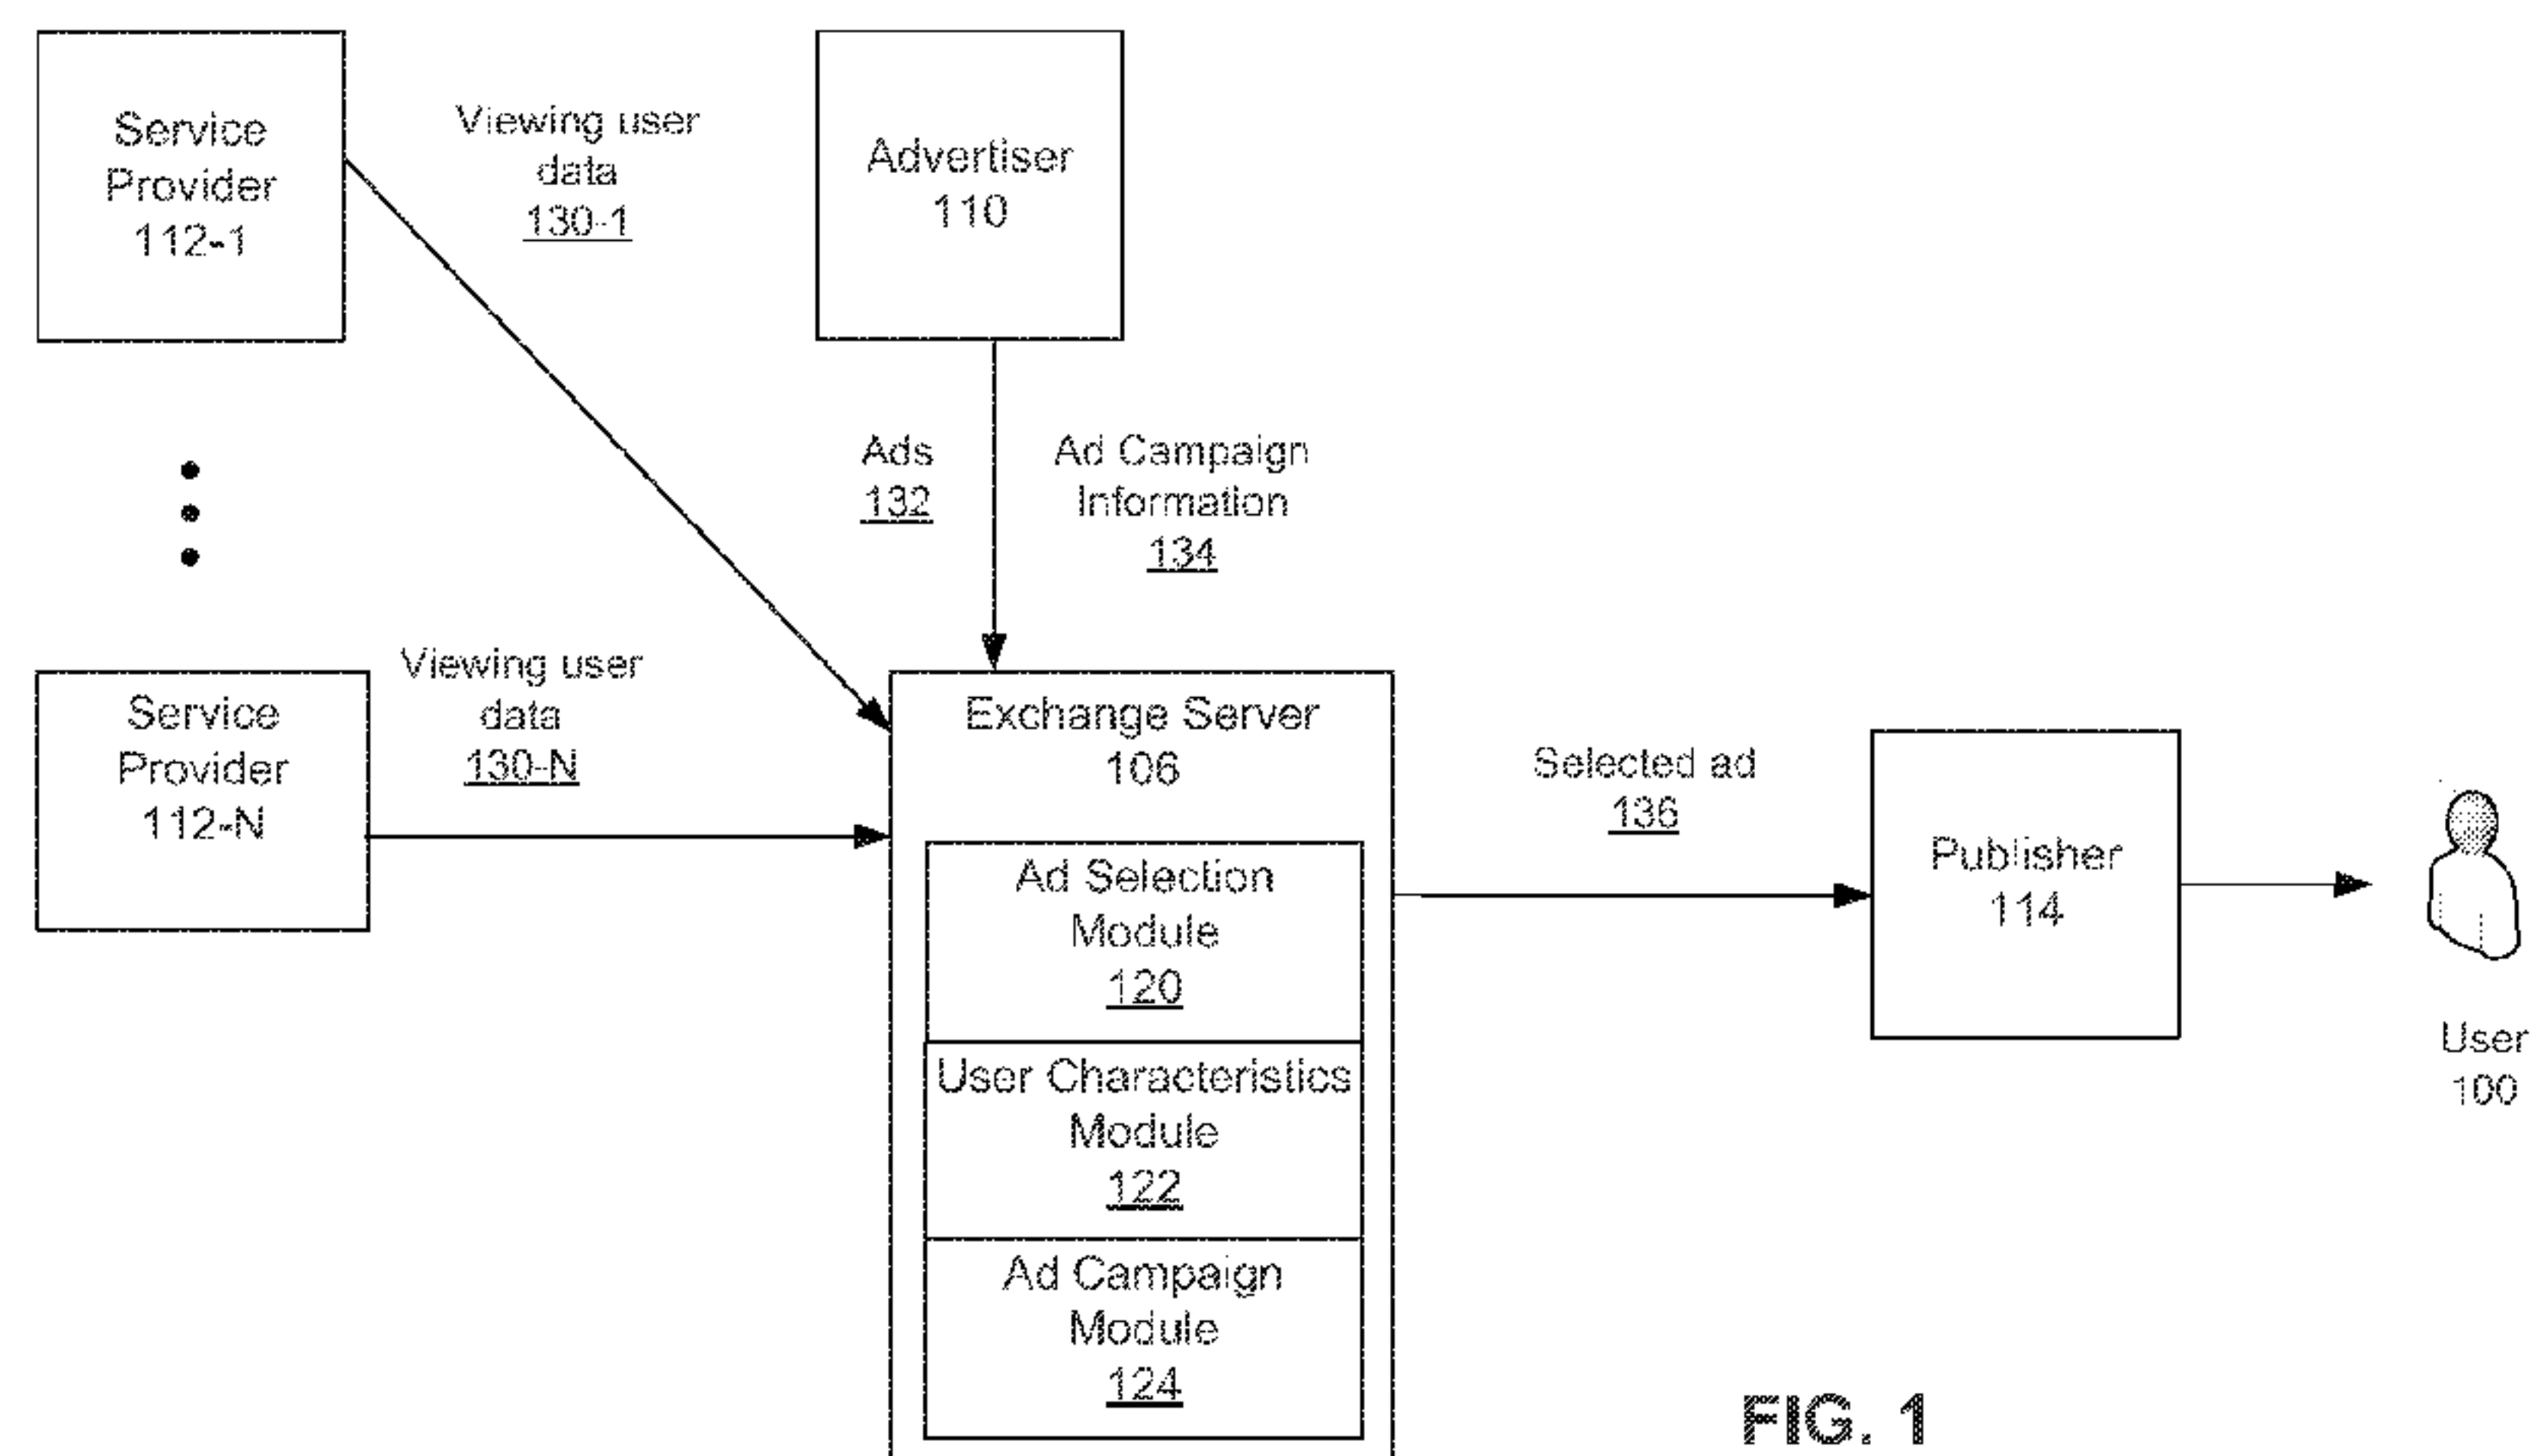 Service
Provider
112-1
Viewing user
data
130-1
Advertiser
110
Ads
132
Ad Campaign
Information
134
Service
Provider
112-N
Viewing user
data
130-N
Exchange Server
106
Ad Selection
Module
120
User Characteristics
Module
122
Ad Campaign
Module
124
Selected ad
136
Publisher
114
User
100
FIG. 1